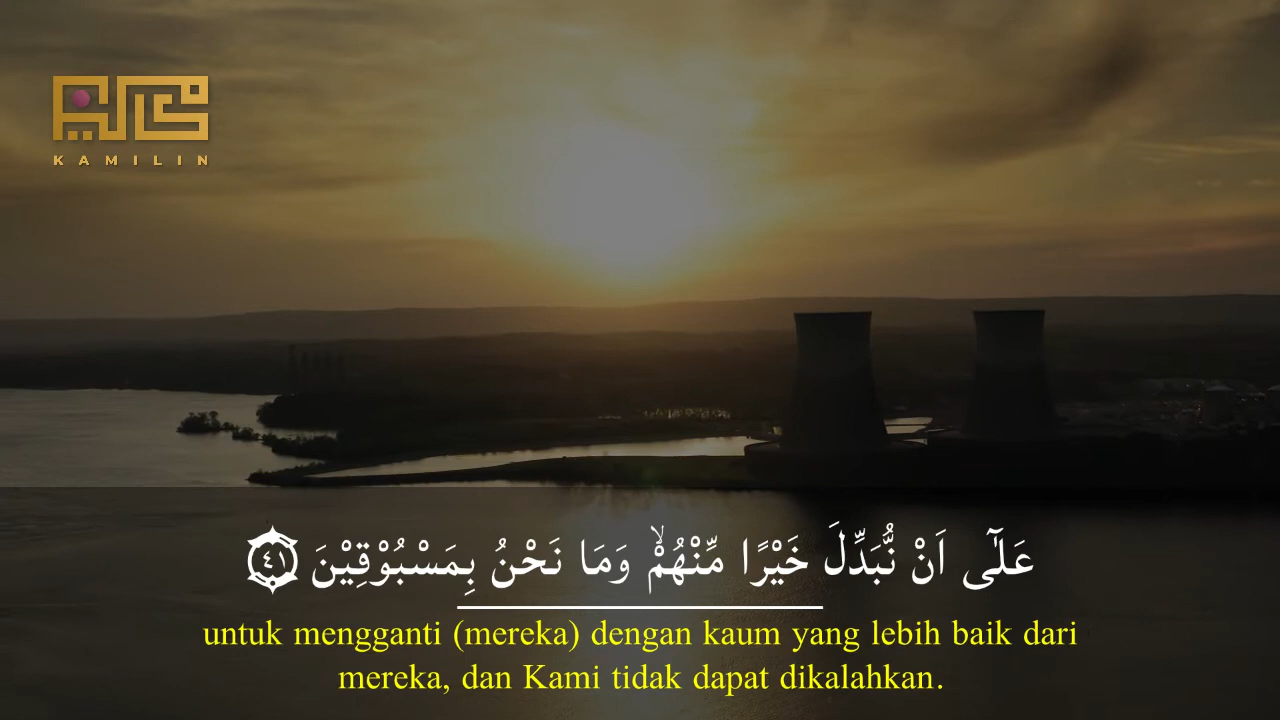 KAMILIN
عَلٰٓى اَنْ نُّبَدِّلَ خَيْرًا مِّنْهُمْۙ وَمَا نَحْنُ بِمَسْبُوْقِيْنَ ٤١
untuk mengganti (mereka) dengan kaum yang lebih baik dari
mereka, dan Kami tidak dapat dikalahkan.